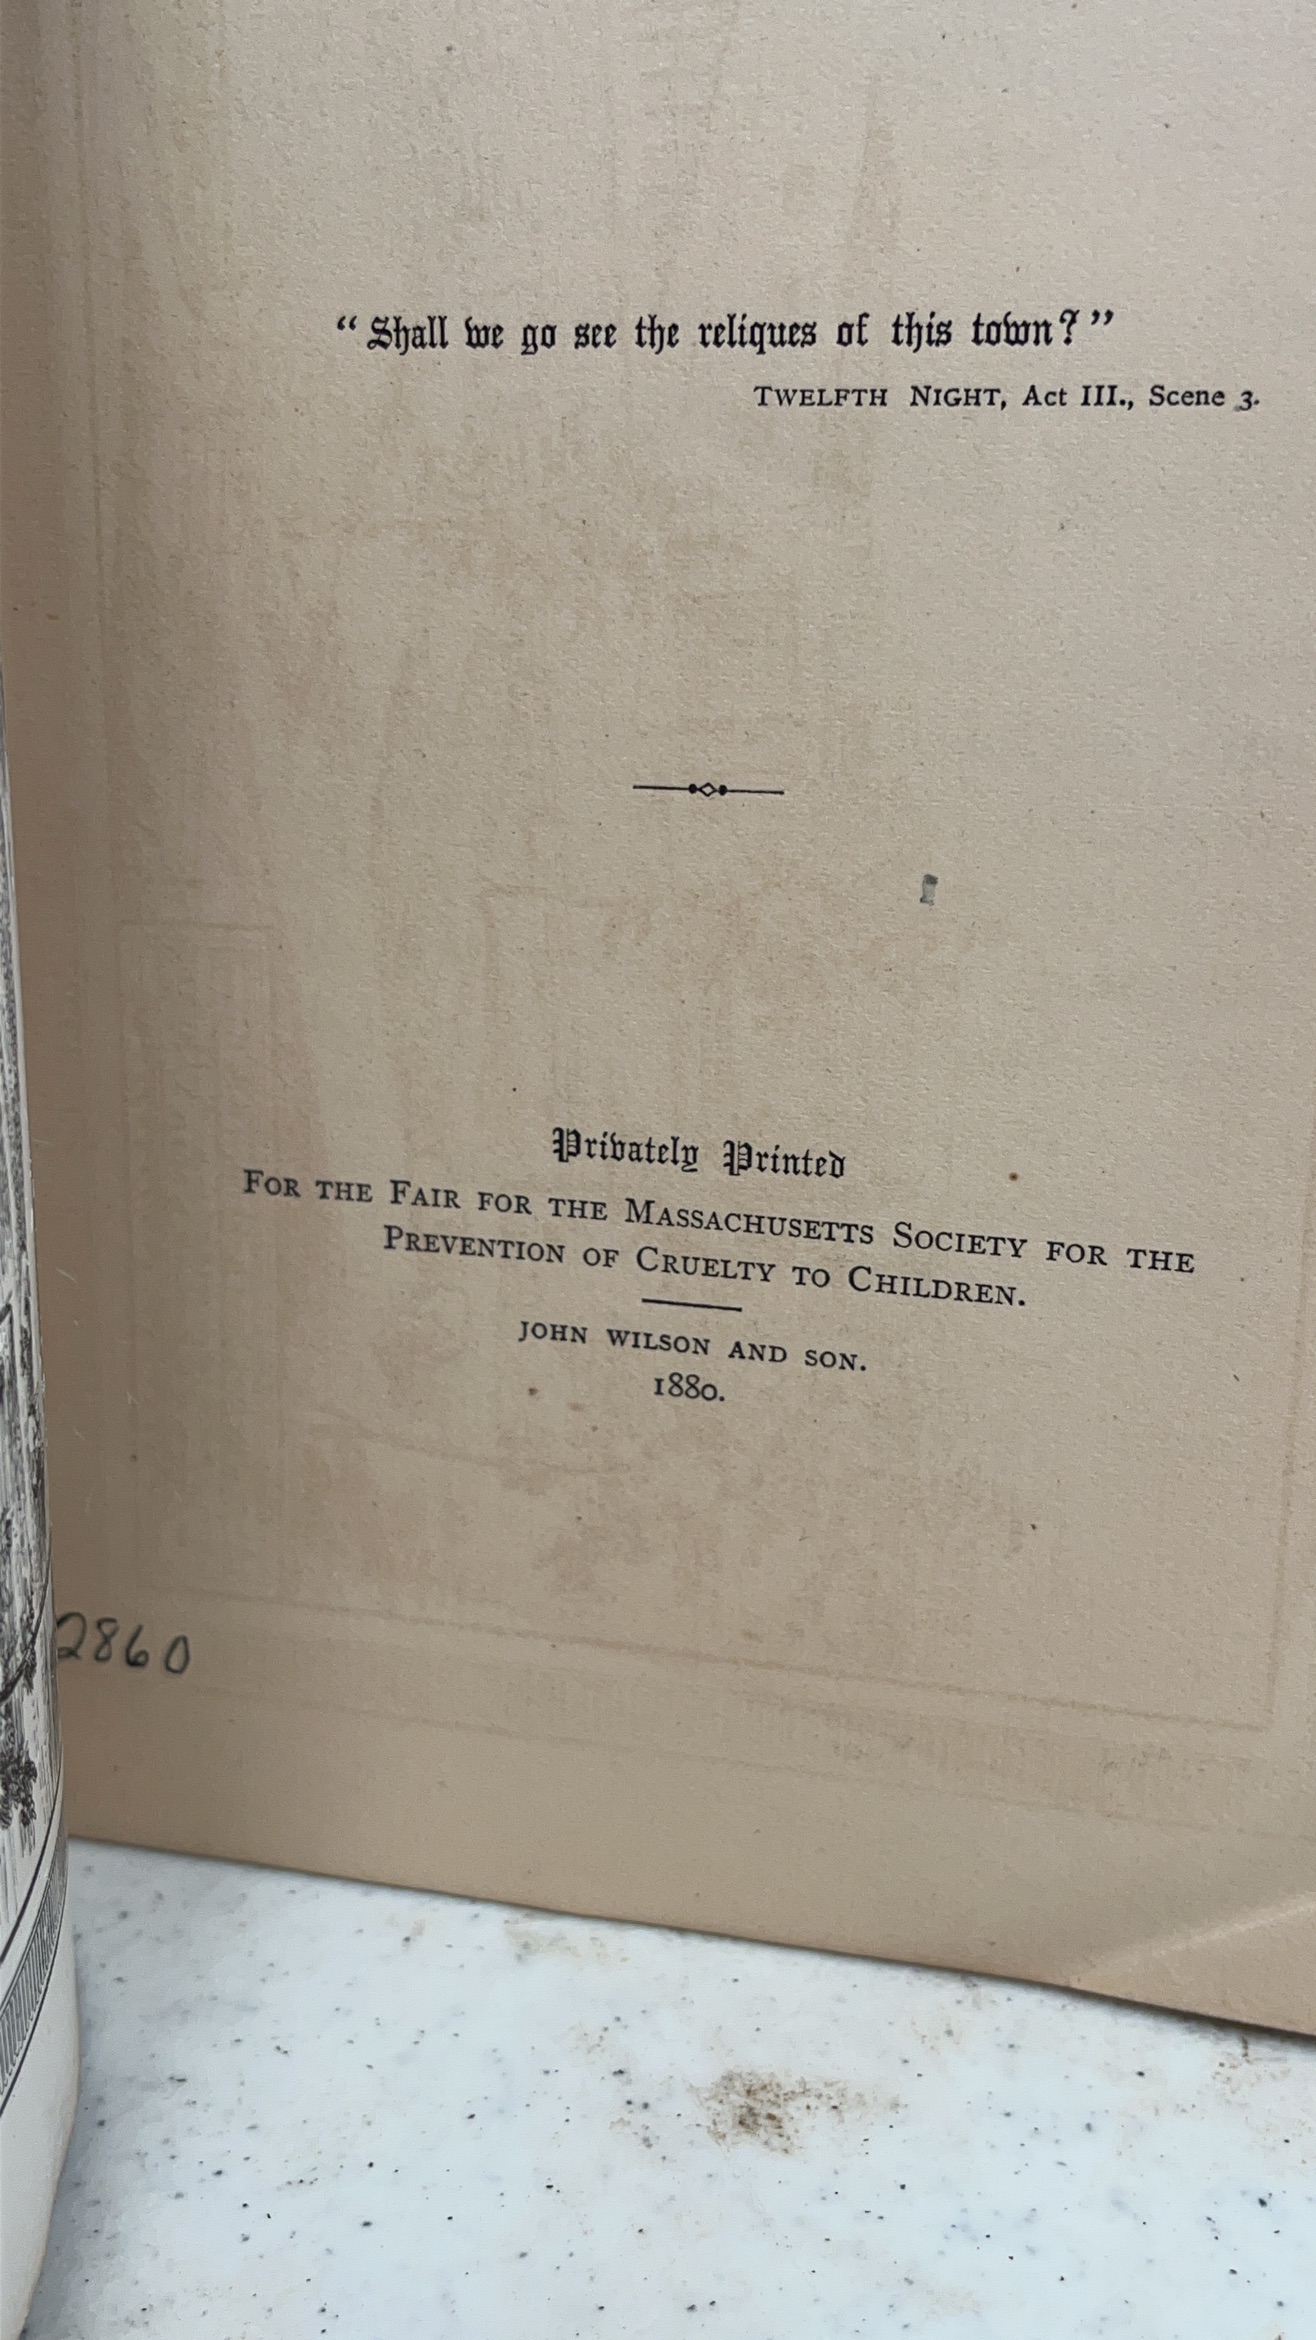 “Shall we go see the reliques of this town?”
TWELFTH NIGHT, Act III., Scene 3.
Privately Printed
FOR THE FAIR FOR THE MASSACHUSETTS SOCIETY FOR THE
PREVENTION OF CRUELTY TO CHILDREN.
JOHN WILSON AND SON.
1880.
2860